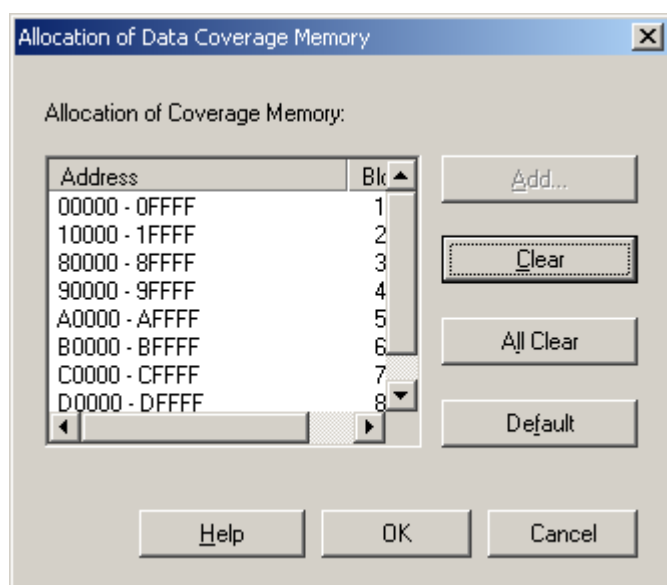 Allocation of Data Coverage Memory
Allocation of Coverage Memory:
Address Blo
00000 - 0FFFF 1
10000 - 1FFFF 2
80000 - 8FFFF 3
90000 - 9FFFF 4
A0000 - AFFFF 5
B0000 - BFFFF 6
C0000 - CFFFF 7
D0000 - DFFFF 8
Add...
Clear
All Clear
Default
Help OK Cancel